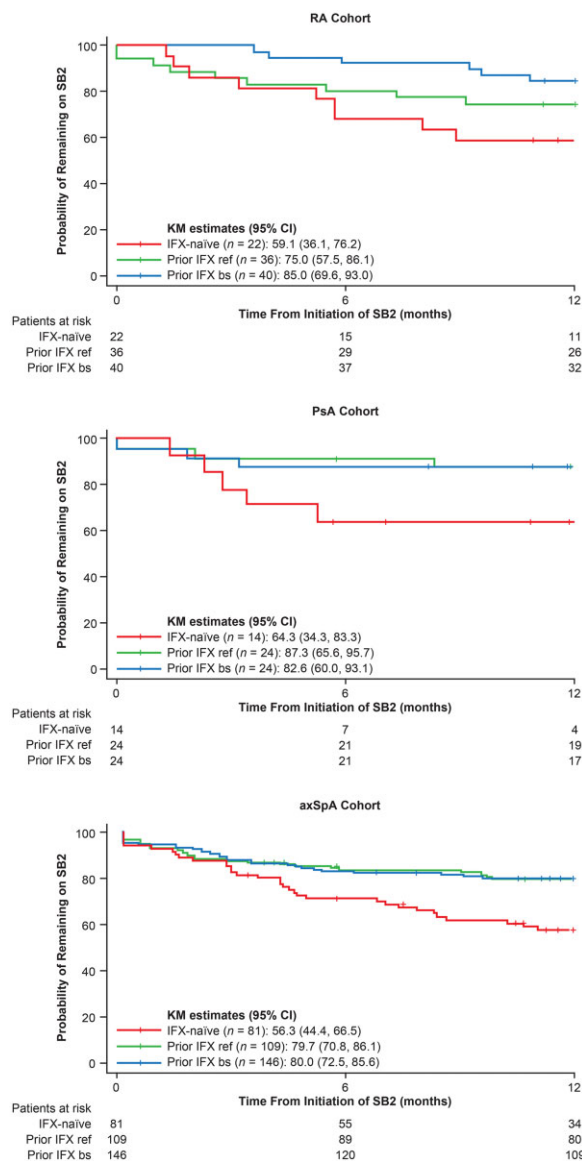 RA Cohort
100
80
60
40
20
0
Probability of Remaining on SB2
KM estimates (95% CI)
IFX-naïve (n = 22): 59.1 (36.1, 76.2)
Prior IFX ref (n = 36): 75.0 (57.5, 86.1)
Prior IFX bs (n = 40): 85.0 (69.6, 93.0)
0 6 12
Time From Initiation of SB2 (months)
Patients at risk
IFX-naïve 22 15 11
Prior IFX ref 36 29 26
Prior IFX bs 40 37 32
PsA Cohort
100
80
60
40
20
0
Probability of Remaining on SB2
KM estimates (95% CI)
IFX-naïve (n = 14): 64.3 (34.3, 83.3)
Prior IFX ref (n = 24): 87.3 (65.6, 95.7)
Prior IFX bs (n = 24): 82.6 (60.0, 93.1)
0 6 12
Time From Initiation of SB2 (months)
Patients at risk
IFX-naïve 14 7 4
Prior IFX ref 24 21 19
Prior IFX bs 24 21 17
axSpA Cohort
100
80
60
40
20
0
Probability of Remaining on SB2
KM estimates (95% CI)
IFX-naïve (n = 81): 56.3 (44.4, 66.5)
Prior IFX ref (n = 109): 79.7 (70.8, 86.1)
Prior IFX bs (n = 146): 80.0 (72.5, 85.6)
0 6 12
Time From Initiation of SB2 (months)
Patients at risk
IFX-naïve 81 55 34
Prior IFX ref 109 89 80
Prior IFX bs 146 120 109